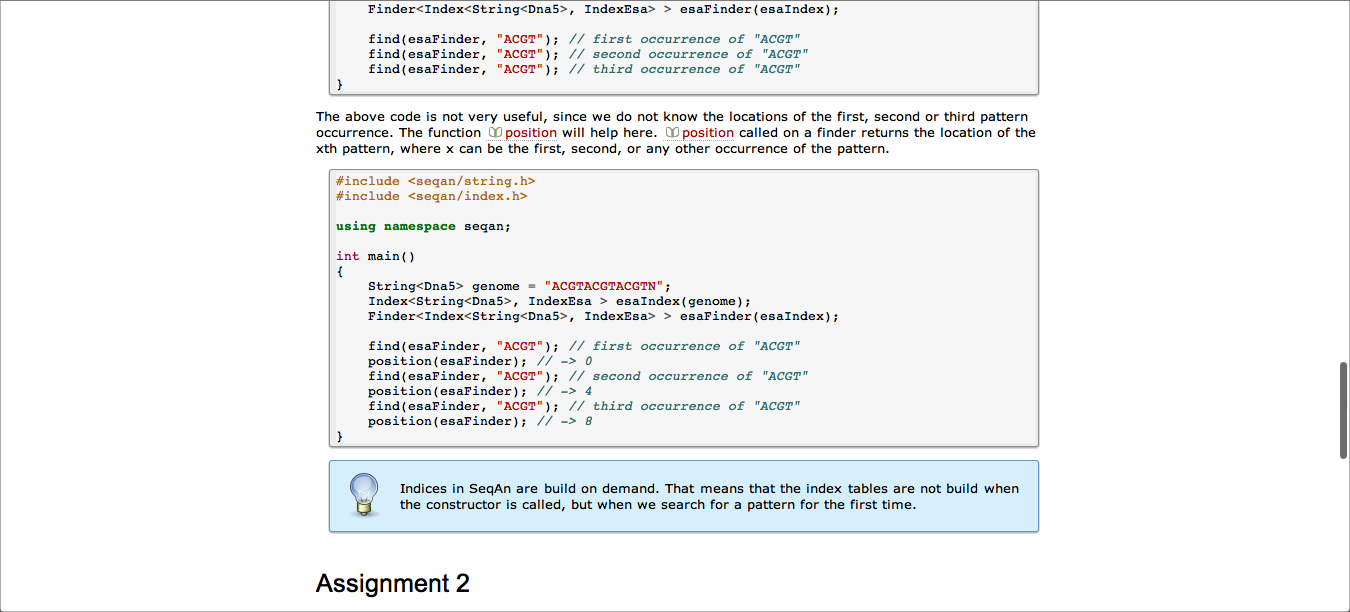 Finder<Index<String<Dna5>, IndexEsa> > esaFinder(esaIndex);
find(esaFinder, "ACGT"); // first occurrence of "ACGT"
find(esaFinder, "ACGT"); // second occurrence of "ACGT"
find(esaFinder, "ACGT"); // third occurrence of "ACGT"
}
The above code is not very useful, since we do not know the locations of the first, second or third pattern
occurrence. The function position will help here. position called on a finder returns the location of the
xth pattern, where x can be the first, second, or any other occurrence of the pattern.
#include <seqan/string.h>
#include <seqan/index.h>
using namespace seqan;
int main()
{
String<Dna5> genome = "ACGTACGTACGTN";
Index<String<Dna5>, IndexEsa > esaIndex(genome);
Finder<Index<String<Dna5>, IndexEsa> > esaFinder(esaIndex);
find(esaFinder, "ACGT"); // first occurrence of "ACGT"
position(esaFinder); // -> 0
find(esaFinder, "ACGT"); // second occurrence of "ACGT"
position(esaFinder); // -> 4
find(esaFinder, "ACGT"); // third occurrence of "ACGT"
position(esaFinder); // -> 8
}
Indices in SeqAn are build on demand. That means that the index tables are not build when
the constructor is called, but when we search for a pattern for the first time.
Assignment 2